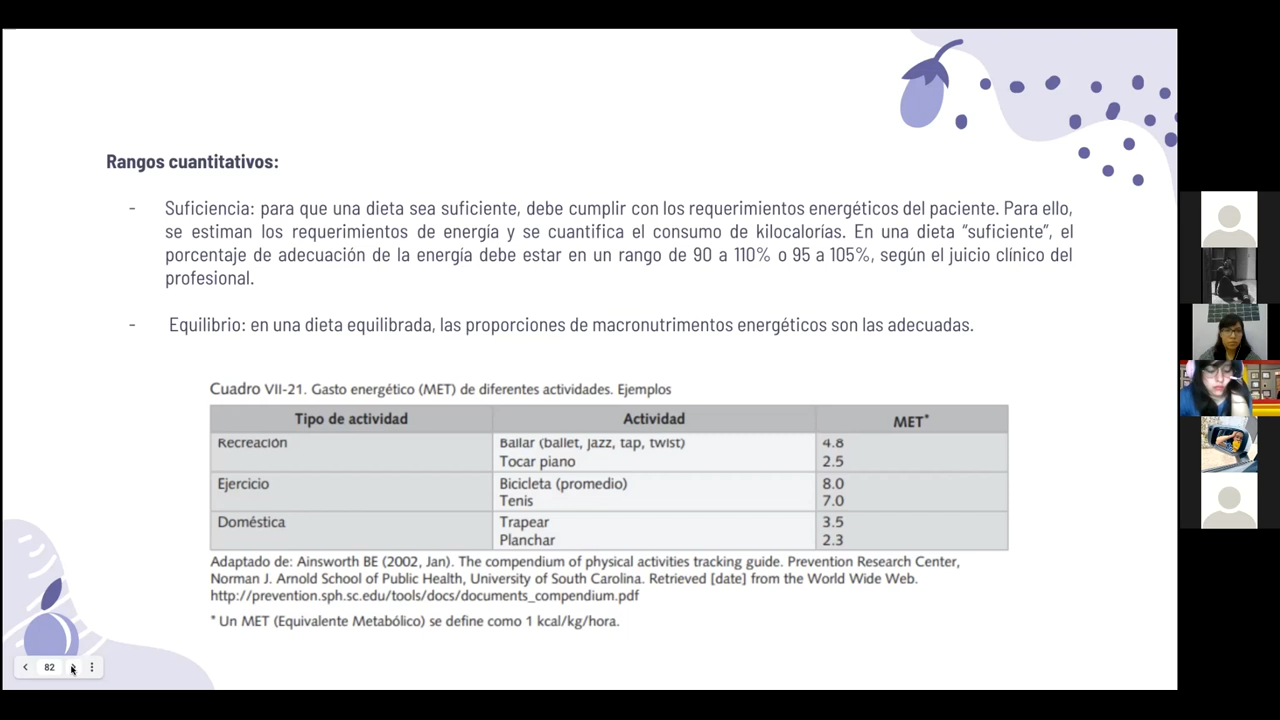 Rangos cuantitativos:
- Suficiencia: para que una dieta sea suficiente, debe cumplir con los requerimientos energéticos del paciente. Para ello,
se estiman los requerimientos de energía y se cuantifica el consumo de kilocalorías. En una dieta “suficiente”, el
porcentaje de adecuación de la energía debe estar en un rango de 90 a 110% o 95 a 105%, según el juicio clínico del
profesional.
- Equilibrio: en una dieta equilibrada, las proporciones de macronutrimentos energéticos son las adecuadas.
Cuadro VII-21. Gasto energético (MET) de diferentes actividades. Ejemplos
Tipo de actividad Actividad MET*
Recreación Bailar (ballet, jazz, tap, twist) 4.8
Tocar piano 2.5
Ejercicio Bicicleta (promedio) 8.0
Tenis 7.0
Doméstica Trapear 3.5
Planchar 2.3
Adaptado de: Ainsworth BE (2002, Jan). The compendium of physical activities tracking guide. Prevention Research Center,
Norman J. Arnold School of Public Health, University of South Carolina. Retrieved [date] from the World Wide Web.
http://prevention.sph.sc.edu/tools/docs/documents_compendium.pdf
* Un MET (Equivalente Metabólico) se define como 1 kcal/kg/hora.
82